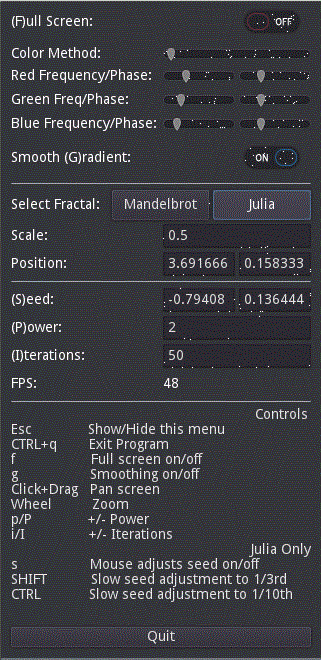 (F)ull Screen: OFF
Color Method:
Red Frequency/Phase:
Green Freq/Phase:
Blue Frequency/Phase:
Smooth (G)radient: ON
Select Fractal: Mandelbrot Julia
Scale: 0.5
Position: 3.691666 0.158333
(S)eed: -0.79408 0.136444
(P)ower: 2
(I)terations: 50
FPS: 48
Controls
Esc Show/Hide this menu
CTRL+q Exit Program
f Full screen on/off
g Smoothing on/off
Click+Drag Pan screen
Wheel Zoom
p/P +/- Power
i/I +/- Iterations
Julia Only
s Mouse adjusts seed on/off
SHIFT Slow seed adjustment to 1/3rd
CTRL Slow seed adjustment to 1/10th
Quit